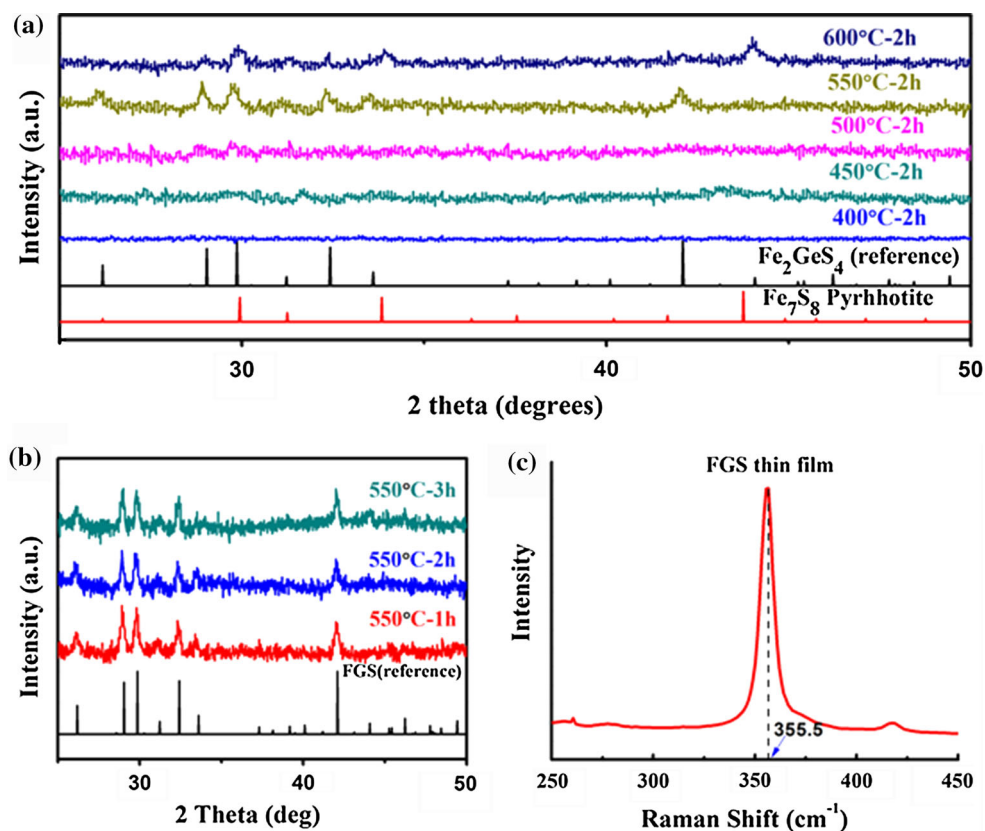 (a)
600°C-2h
550°C-2h
500°C-2h
450°C-2h
400°C-2h
Fe2GeS4 (reference)
Fe7S8 Pyrhhotite
Intensity (a.u.)
30 40 50
2 theta (degrees)
(b)
550°C-3h
550°C-2h
550°C-1h
FGS(reference)
Intensity (a.u.)
30 40 50
2 Theta (deg)
(c)
FGS thin film
355.5
Intensity
250 300 350 400 450
Raman Shift (cm-1)